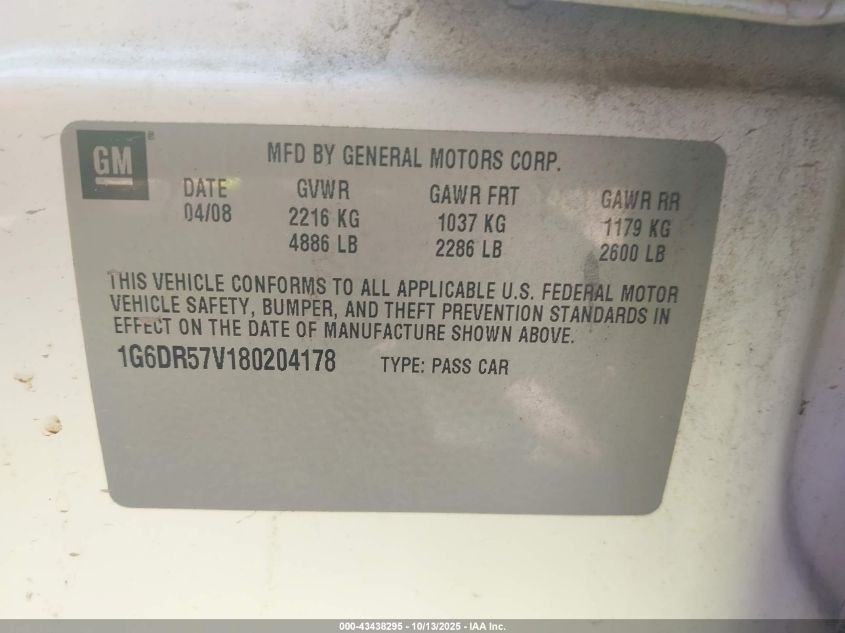 GM ®
MFD BY GENERAL MOTORS CORP.
DATE GVWR GAWR FRT GAWR RR
04/08 2216 KG 1037 KG 1179 KG
4886 LB 2286 LB 2600 LB
THIS VEHICLE CONFORMS TO ALL APPLICABLE U.S. FEDERAL MOTOR
VEHICLE SAFETY, BUMPER, AND THEFT PREVENTION STANDARDS IN
EFFECT ON THE DATE OF MANUFACTURE SHOWN ABOVE.
1G6DR57V180204178 TYPE: PASS CAR
000-43438295 - 10/13/2025 - IAA Inc.